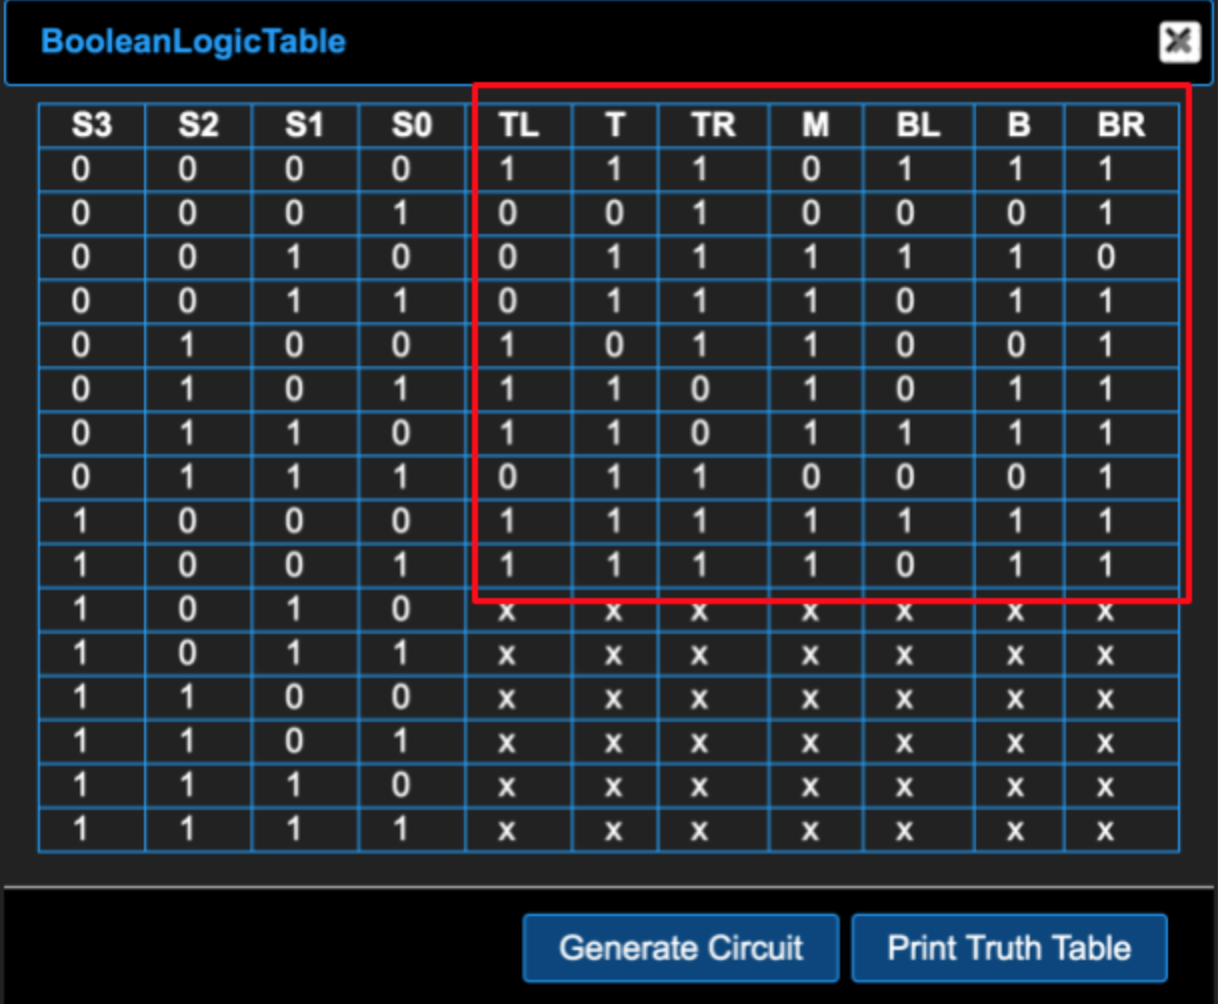 BooleanLogicTable
S3 S2 S1 S0 TL T TR M BL B BR
0 0 0 0 1 1 1 0 1 1 1
0 0 0 1 0 0 1 0 0 0 1
0 0 1 0 0 1 1 1 1 1 0
0 0 1 1 0 1 1 1 0 1 1
0 1 0 0 1 0 1 1 0 0 1
0 1 0 1 1 1 0 1 0 1 1
0 1 1 0 1 1 0 1 1 1 1
0 1 1 1 0 1 1 0 0 0 1
1 0 0 0 1 1 1 1 1 1 1
1 0 0 1 1 1 1 1 0 1 1
1 0 1 0 x x x x x x x
1 0 1 1 x x x x x x x
1 1 0 0 x x x x x x x
1 1 0 1 x x x x x x x
1 1 1 0 x x x x x x x
1 1 1 1 x x x x x x x
Generate Circuit Print Truth Table